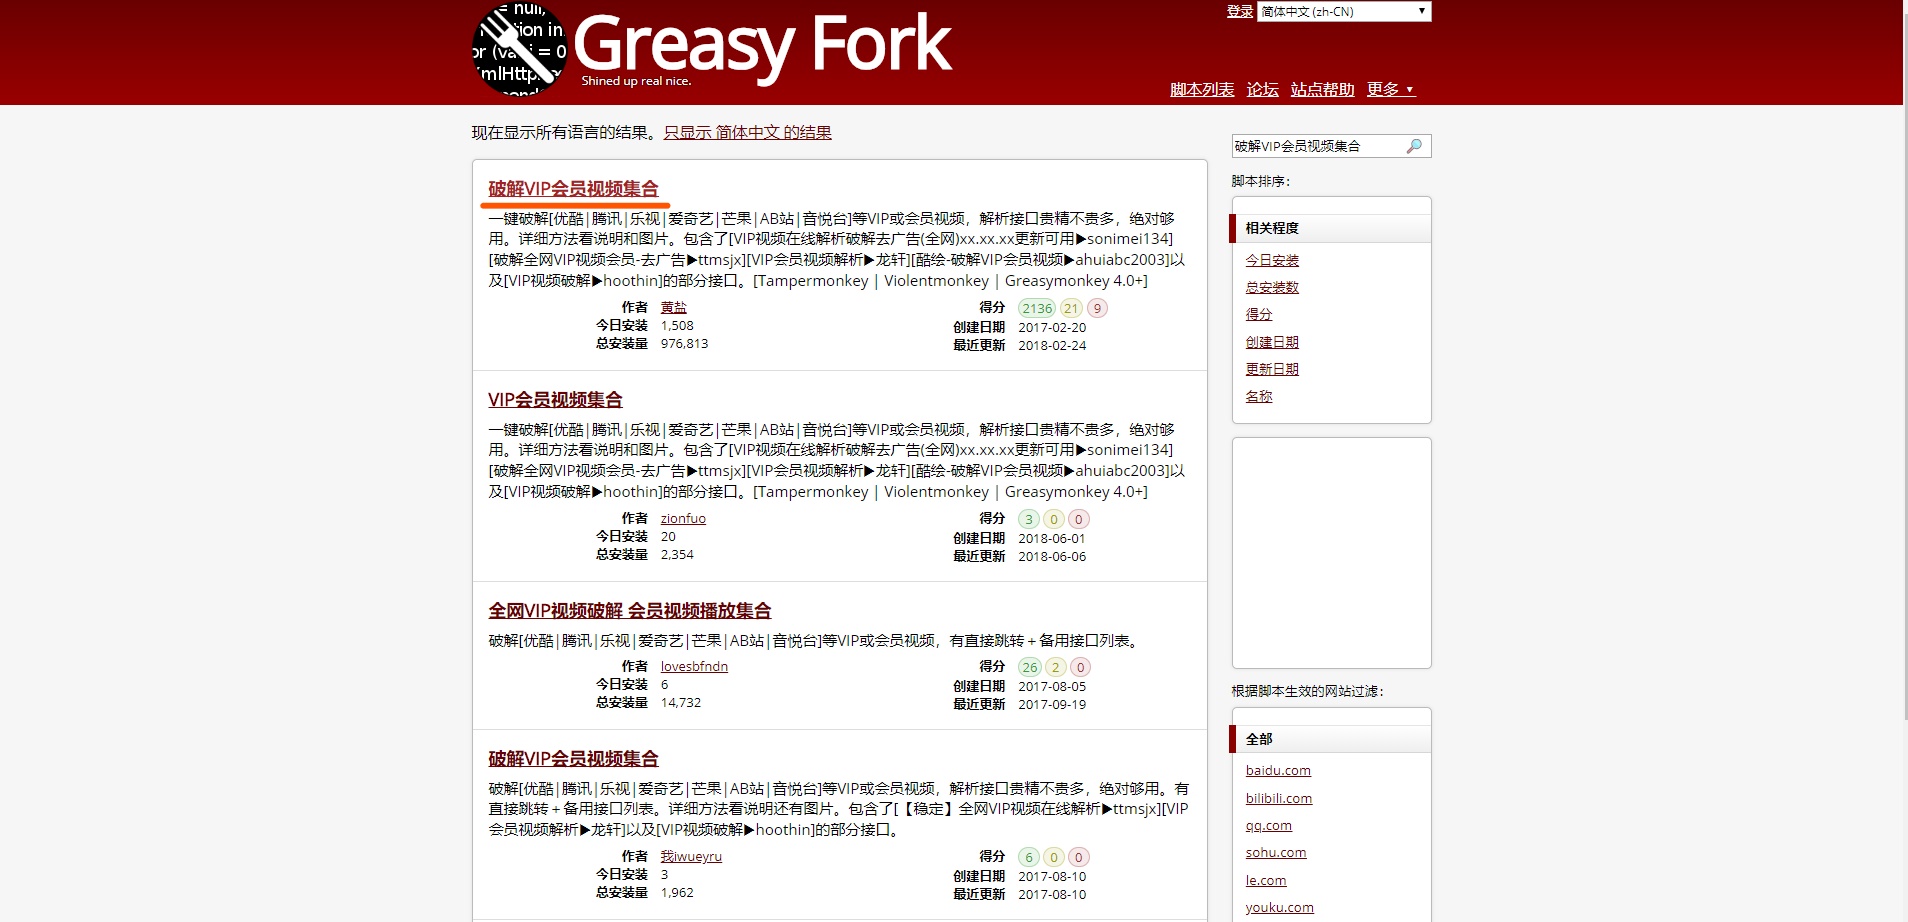 = null,
ction in
or (va i = 0
XmlHttp
Greasy Fork
Shined up real nice.
登录 简体中文 (zh-CN) ▼
脚本列表 论坛 站点帮助 更多 ▼
现在显示所有语言的结果。只显示 简体中文 的结果
破解VIP会员视频集合
一键破解[优酷|腾讯|乐视|爱奇艺|芒果|AB站|音悦台]等VIP或会员视频，解析接口贵精不贵多，绝对够
用。详细方法看说明和图片。包含了[VIP视频在线解析破解去广告(全网)xx.xx.xx更新可用▶sonimei134]
[破解全网VIP视频会员-去广告▶ttmsjx][VIP会员视频解析▶龙轩][酷绘-破解VIP会员视频▶ahuiabc2003]以
及[VIP视频破解▶hoothin]的部分接口。[Tampermonkey | Violentmonkey | Greasymonkey 4.0+]
作者 黄盐
今日安装 1,508
总安装量 976,813
得分 2136 21 9
创建日期 2017-02-20
最近更新 2018-02-24
VIP会员视频集合
一键破解[优酷|腾讯|乐视|爱奇艺|芒果|AB站|音悦台]等VIP或会员视频，解析接口贵精不贵多，绝对够
用。详细方法看说明和图片。包含了[VIP视频在线解析破解去广告(全网)xx.xx.xx更新可用▶sonimei134]
[破解全网VIP视频会员-去广告▶ttmsjx][VIP会员视频解析▶龙轩][酷绘-破解VIP会员视频▶ahuiabc2003]以
及[VIP视频破解▶hoothin]的部分接口。[Tampermonkey | Violentmonkey | Greasymonkey 4.0+]
作者 zionfuo
今日安装 20
总安装量 2,354
得分 3 0 0
创建日期 2018-06-01
最近更新 2018-06-06
全网VIP视频破解 会员视频播放集合
破解[优酷|腾讯|乐视|爱奇艺|芒果|AB站|音悦台]等VIP或会员视频，有直接跳转＋备用接口列表。
作者 lovesbfndn
今日安装 6
总安装量 14,732
得分 26 2 0
创建日期 2017-08-05
最近更新 2017-09-19
破解VIP会员视频集合
破解[优酷|腾讯|乐视|爱奇艺|芒果|AB站|音悦台]等VIP或会员视频，解析接口贵精不贵多，绝对够用。有
直接跳转＋备用接口列表。详细方法看说明还有图片。包含了[【稳定】全网VIP视频在线解析▶ttmsjx][VIP
会员视频解析▶龙轩]以及[VIP视频破解▶hoothin]的部分接口。
作者 我iwueyru
今日安装 3
总安装量 1,962
得分 6 0 0
创建日期 2017-08-10
最近更新 2017-08-10
破解VIP会员视频集合
脚本排序：
相关程度
今日安装
总安装数
得分
创建日期
更新日期
名称
根据脚本生效的网站过滤：
全部
baidu.com
bilibili.com
qq.com
sohu.com
le.com
youku.com